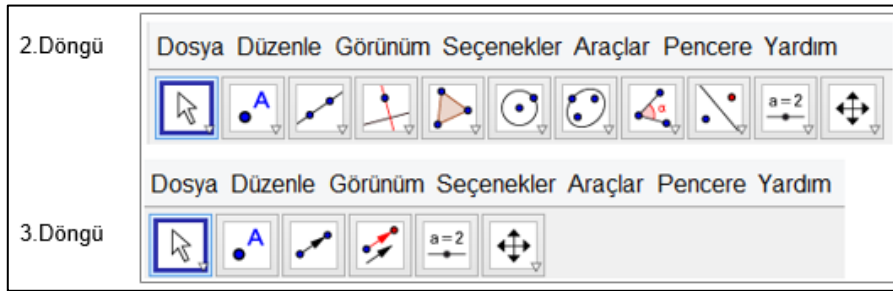 2.Döngü
Dosya Düzenle Görünüm Seçenekler Araçlar Pencere Yardım
A
α
a=2
Dosya Düzenle Görünüm Seçenekler Araçlar Pencere Yardım
3.Döngü
A
a=2